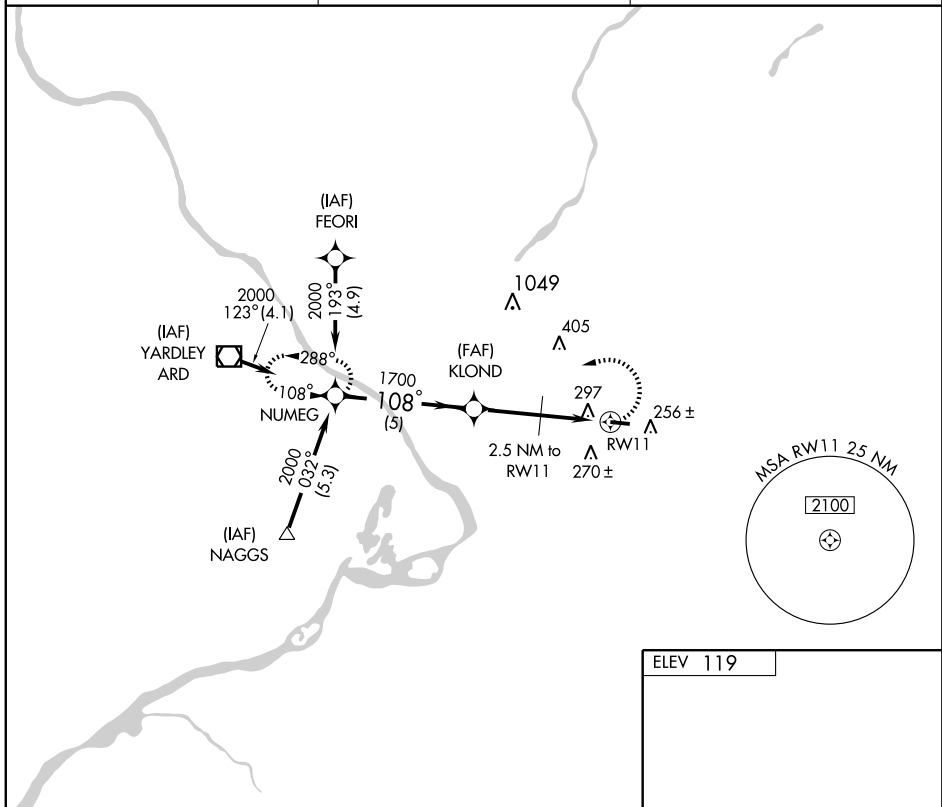 (IAF)
FEORI
2000
193°
(4.9)
1049
405
2000
123° (4.1)
(IAF)
YARDLEY
ARD
288°
108°
NUMEG
1700
108°
(5)
(FAF)
KLOND
297
256 ±
RW11
2.5 NM to
RW11
270 ±
2000
032°
(5.3)
(IAF)
NAGGS
MSA RW11 25 NM
2100
ELEV 119